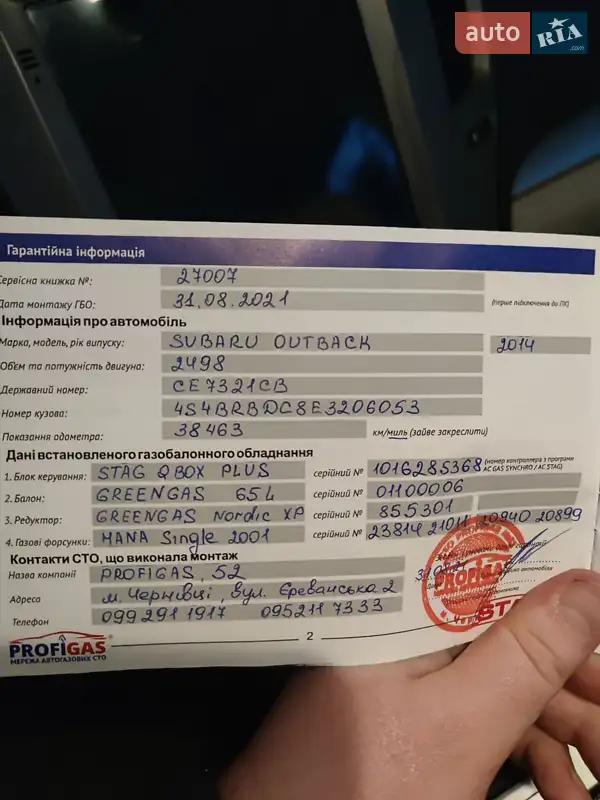 auto RIA .com
Гарантійна інформація
Сервісна книжка №: 27007
Дата монтажу ГБО: 31.08.2021 (перше підключення до ПК)
Інформація про автомобіль
Марка, модель, рік випуску: SUBARU OUTBACK 2014
Об'єм та потужність двигуна: 2498
Державний номер: CE7321CB
Номер кузова: 4S4BRBDC8E3206053
Показання одометра: 38463 км/миль (зайве закреслити)
Дані встановленого газобалонного обладнання
1. Блок керування: STAG QBOX PLUS серійний № 1016285368 (номер контроллера з програми AC GAS SYNCHRO / AC STAG)
2. Балон: GREENGAS 65L серійний № 01100006
3. Редуктор: GREENGAS Nordic XP серійний № 855301
4. Газові форсунки: HANA Single 2001 серійний № 23814 21011 20940 20899
Контакти СТО, що виконала монтаж
Назва компанії PROFIGAS, 52
Адреса м. Чернівці, вул. Єреванська 2
Телефон 099 291 1917 095 211 7333
PROFIGAS
PROFIGAS
МЕРЕЖА АВТОГАЗОВИХ СТО
2